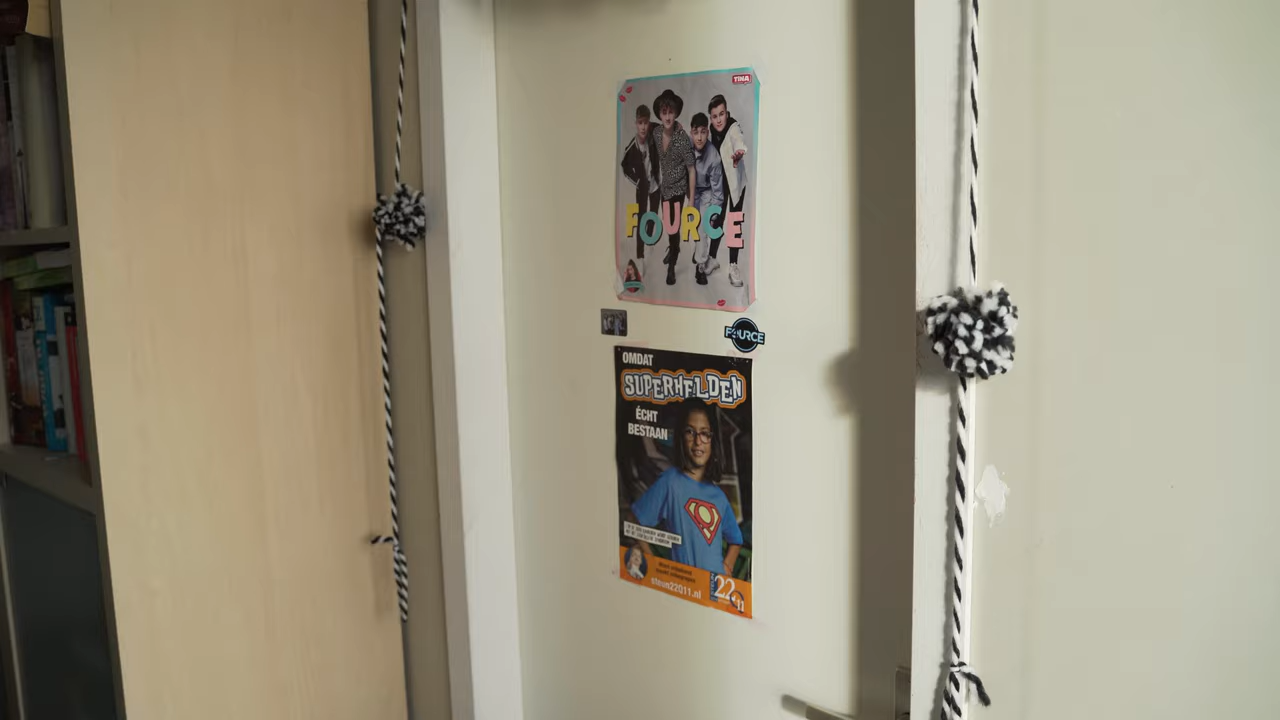 TINA
FOURCE
FOURCE
OMDAT
SUPERHELDEN
ÉCHT
BESTAAN
steun22011.nl
22